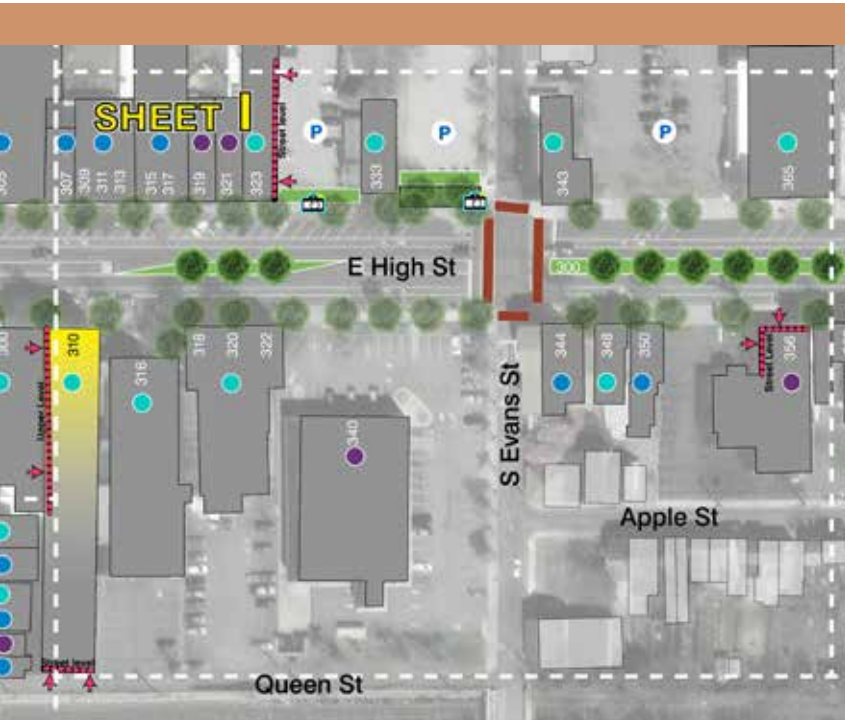 SHEET I
Street level
P
P
P
305
307
309
311
313
315
317
319
321
323
333
343
365
E High St
300
300
310
316
318
320
322
340
344
348
350
356
Upper Level
Street Level
S Evans St
Apple St
Street level
Queen St